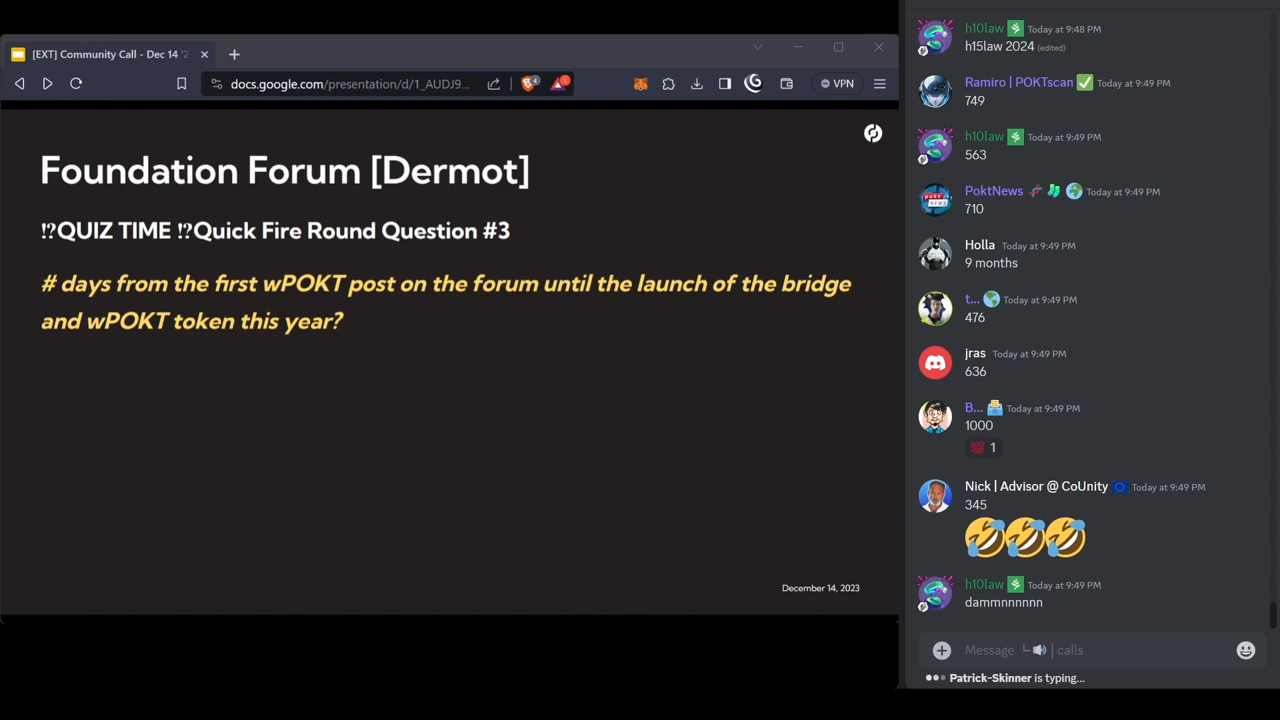 [EXT] Community Call - Dec 14 '2
docs.google.com/presentation/d/1_AUDJ9...
4
1
VPN
Foundation Forum [Dermot]
⁉QUIZ TIME ⁉Quick Fire Round Question #3
# days from the first wPOKT post on the forum until the launch of the bridge
and wPOKT token this year?
December 14, 2023
h10law Today at 9:48 PM
h15law 2024 (edited)
Ramiro | POKTscan Today at 9:49 PM
749
h10law Today at 9:49 PM
563
PoktNews Today at 9:49 PM
710
Holla Today at 9:49 PM
9 months
t... Today at 9:49 PM
476
jras Today at 9:49 PM
636
B... Today at 9:49 PM
1000
💯 1
Nick | Advisor @ CoUnity Today at 9:49 PM
345
🤣🤣🤣
h10law Today at 9:49 PM
dammnnnnnn
Message calls
Patrick-Skinner is typing...